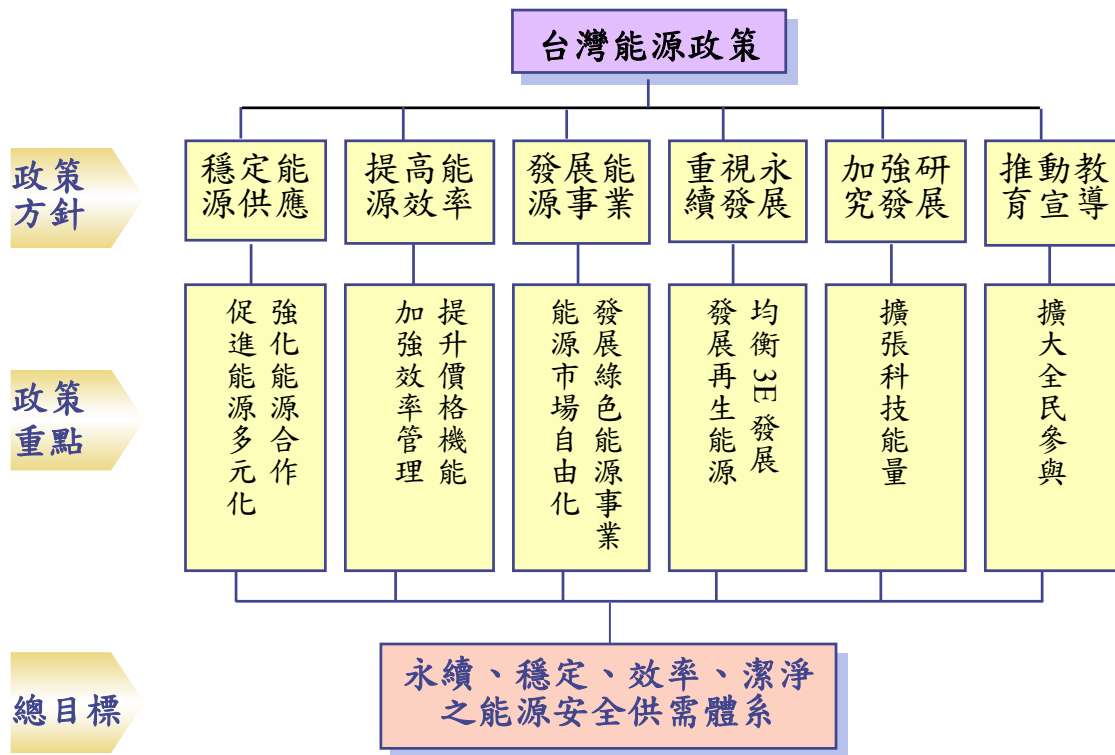 台灣能源政策
政策
方針
穩定能
源供應
提高能
源效率
發展能
源事業
重視永
續發展
加強研
究發展
推動教
育宣導
政策
重點
強化能源合作
促進能源多元化
提升價格機能
加強效率管理
發展綠色能源事業
能源市場自由化
均衡 3E 發展
發展再生能源
擴張科技能量
擴大全民參與
總目標
永續、穩定、效率、潔淨
之能源安全供需體系